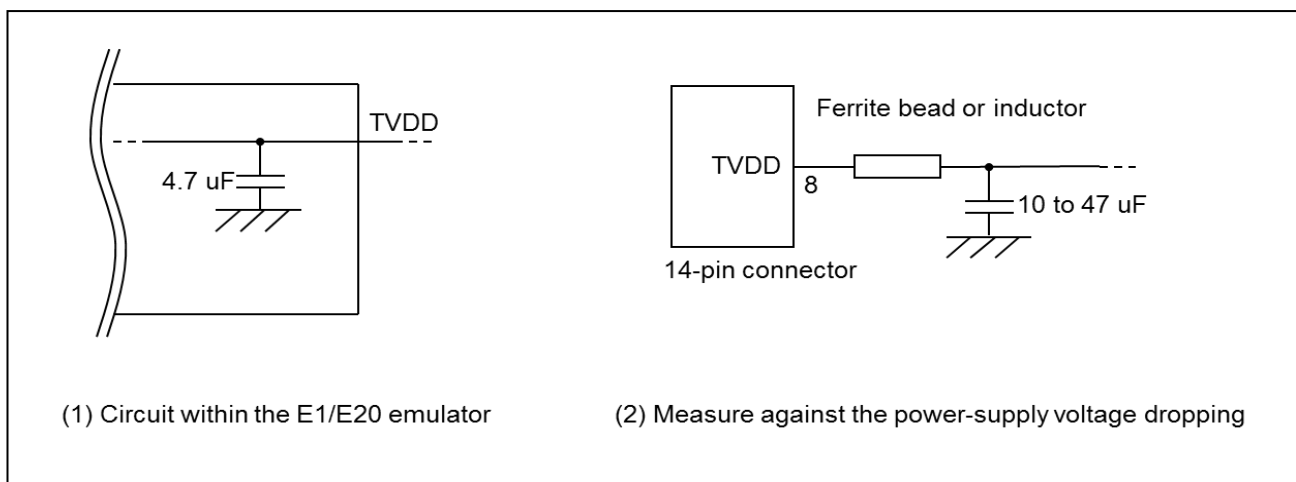 TVDD
4.7 uF
(1) Circuit within the E1/E20 emulator
Ferrite bead or inductor
TVDD
8
10 to 47 uF
14-pin connector
(2) Measure against the power-supply voltage dropping